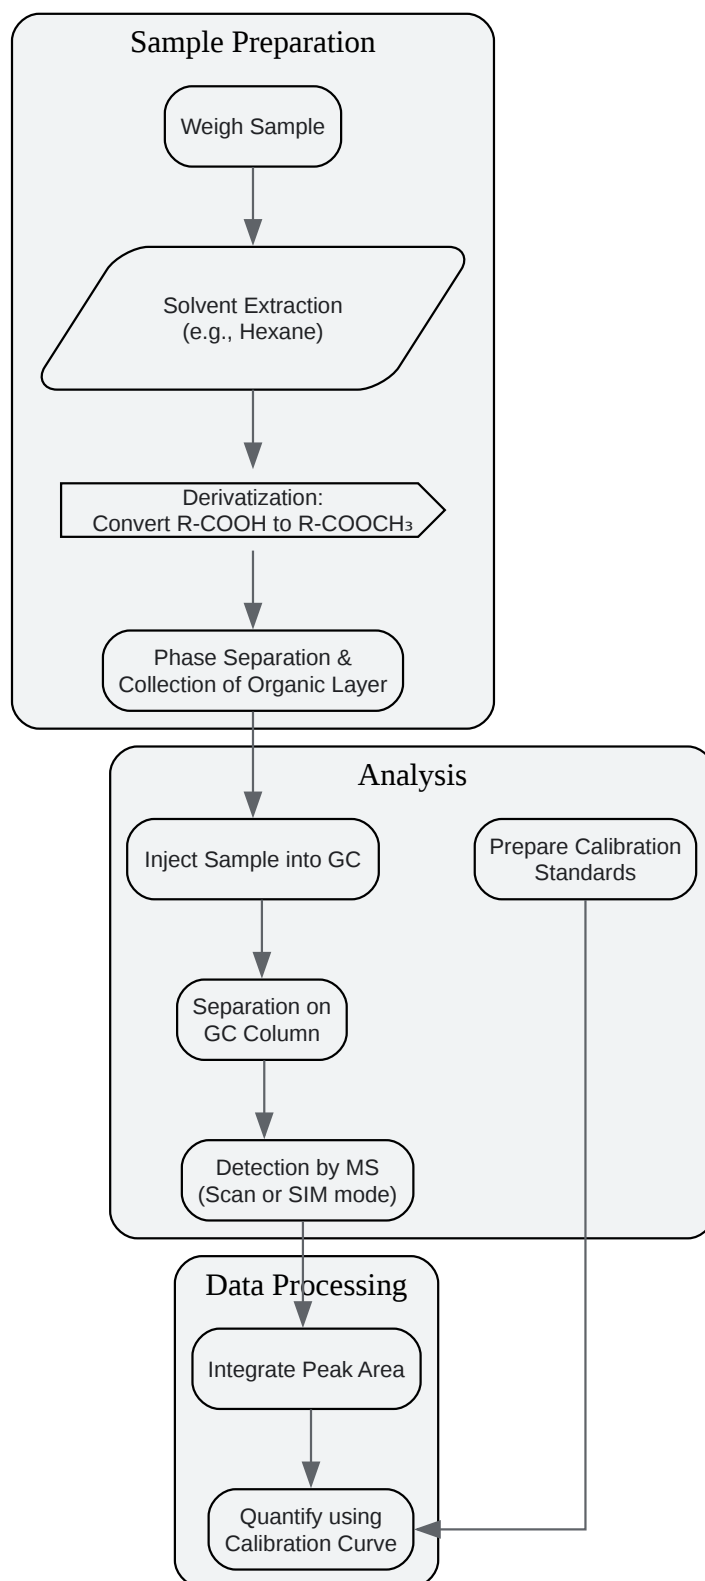 Sample Preparation
Weigh Sample
Solvent Extraction
(e.g., Hexane)
Derivatization:
Convert R-COOH to R-COOCH₃
Phase Separation &
Collection of Organic Layer
Analysis
Inject Sample into GC
Prepare Calibration
Standards
Separation on
GC Column
Detection by MS
(Scan or SIM mode)
Data Processing
Integrate Peak Area
Quantify using
Calibration Curve